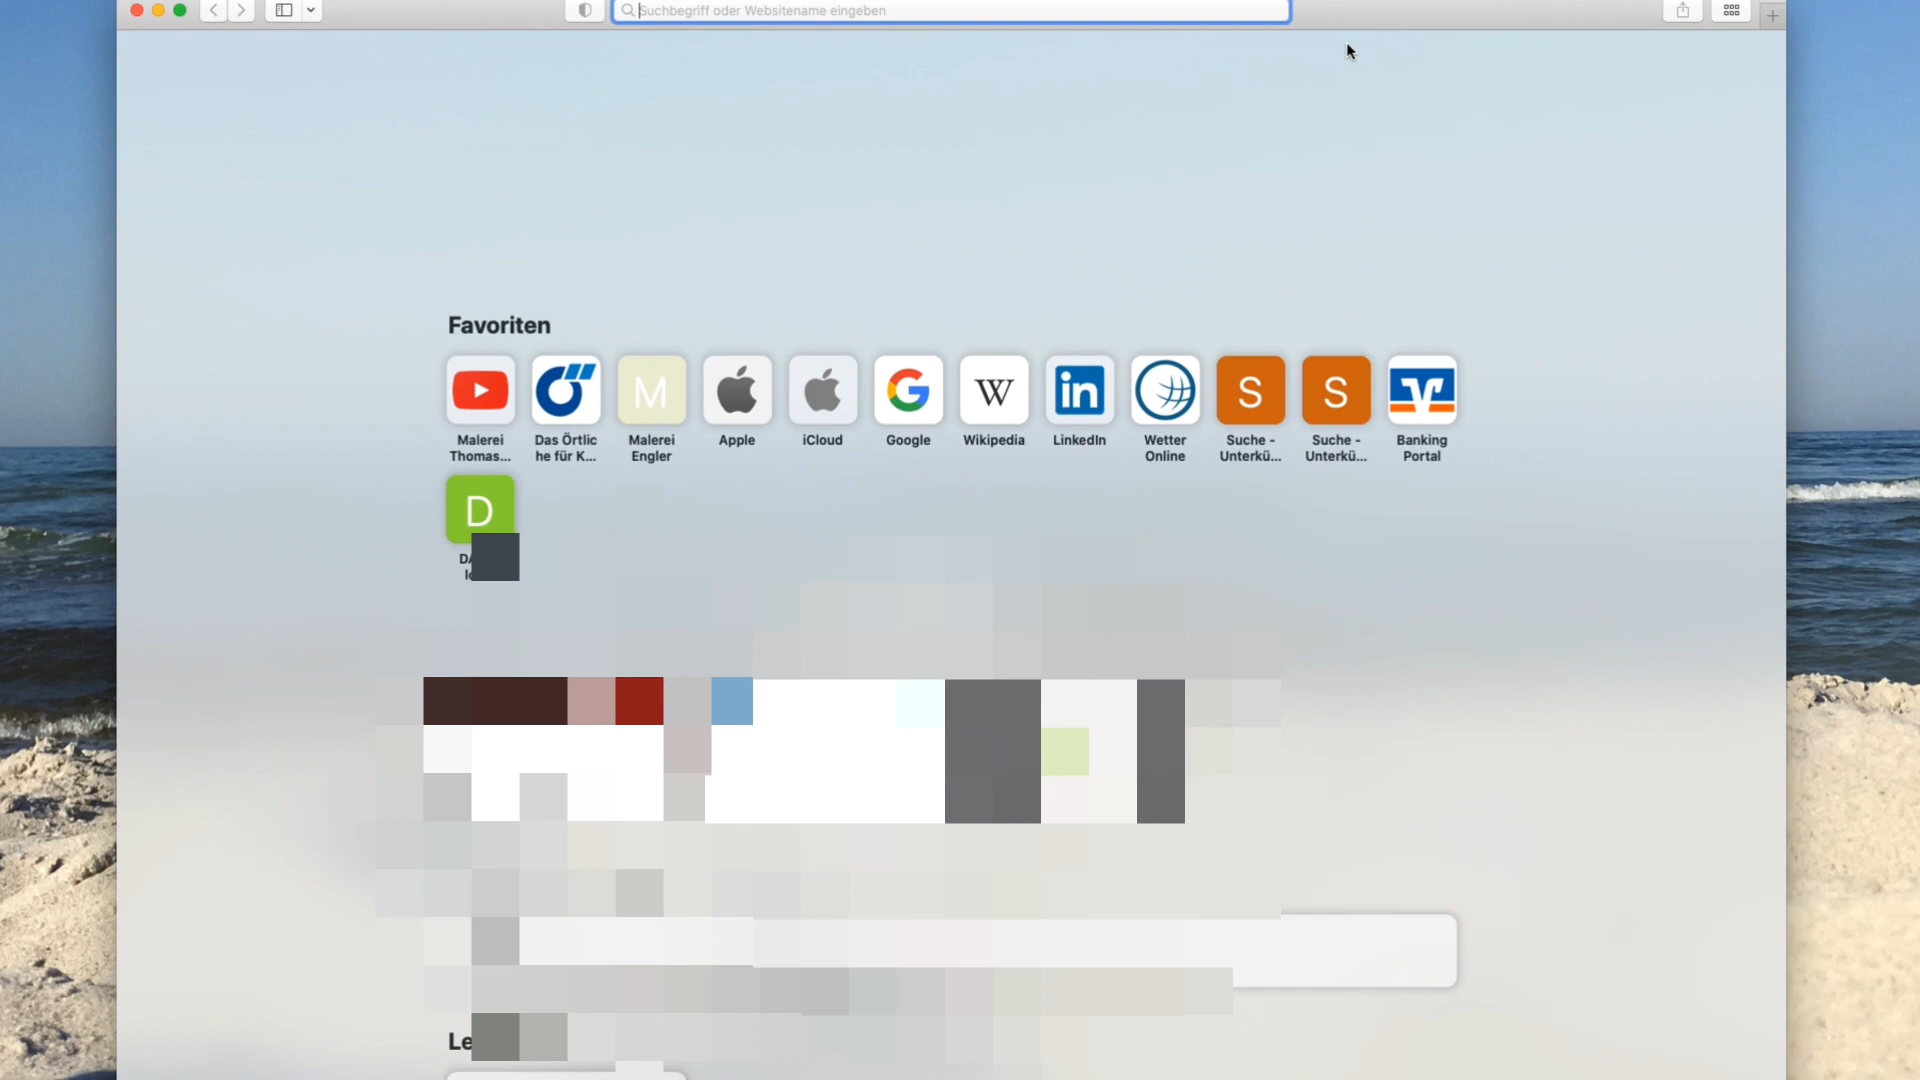 Suchbegriff oder Websitename eingeben
Favoriten
M
W
in
S
S
Malerei
Thomas...
Das Örtlic
he für K...
Malerei
Engler
Apple
iCloud
Google
Wikipedia
LinkedIn
Wetter
Online
Suche -
Unterkü...
Suche -
Unterkü...
Banking
Portal
D